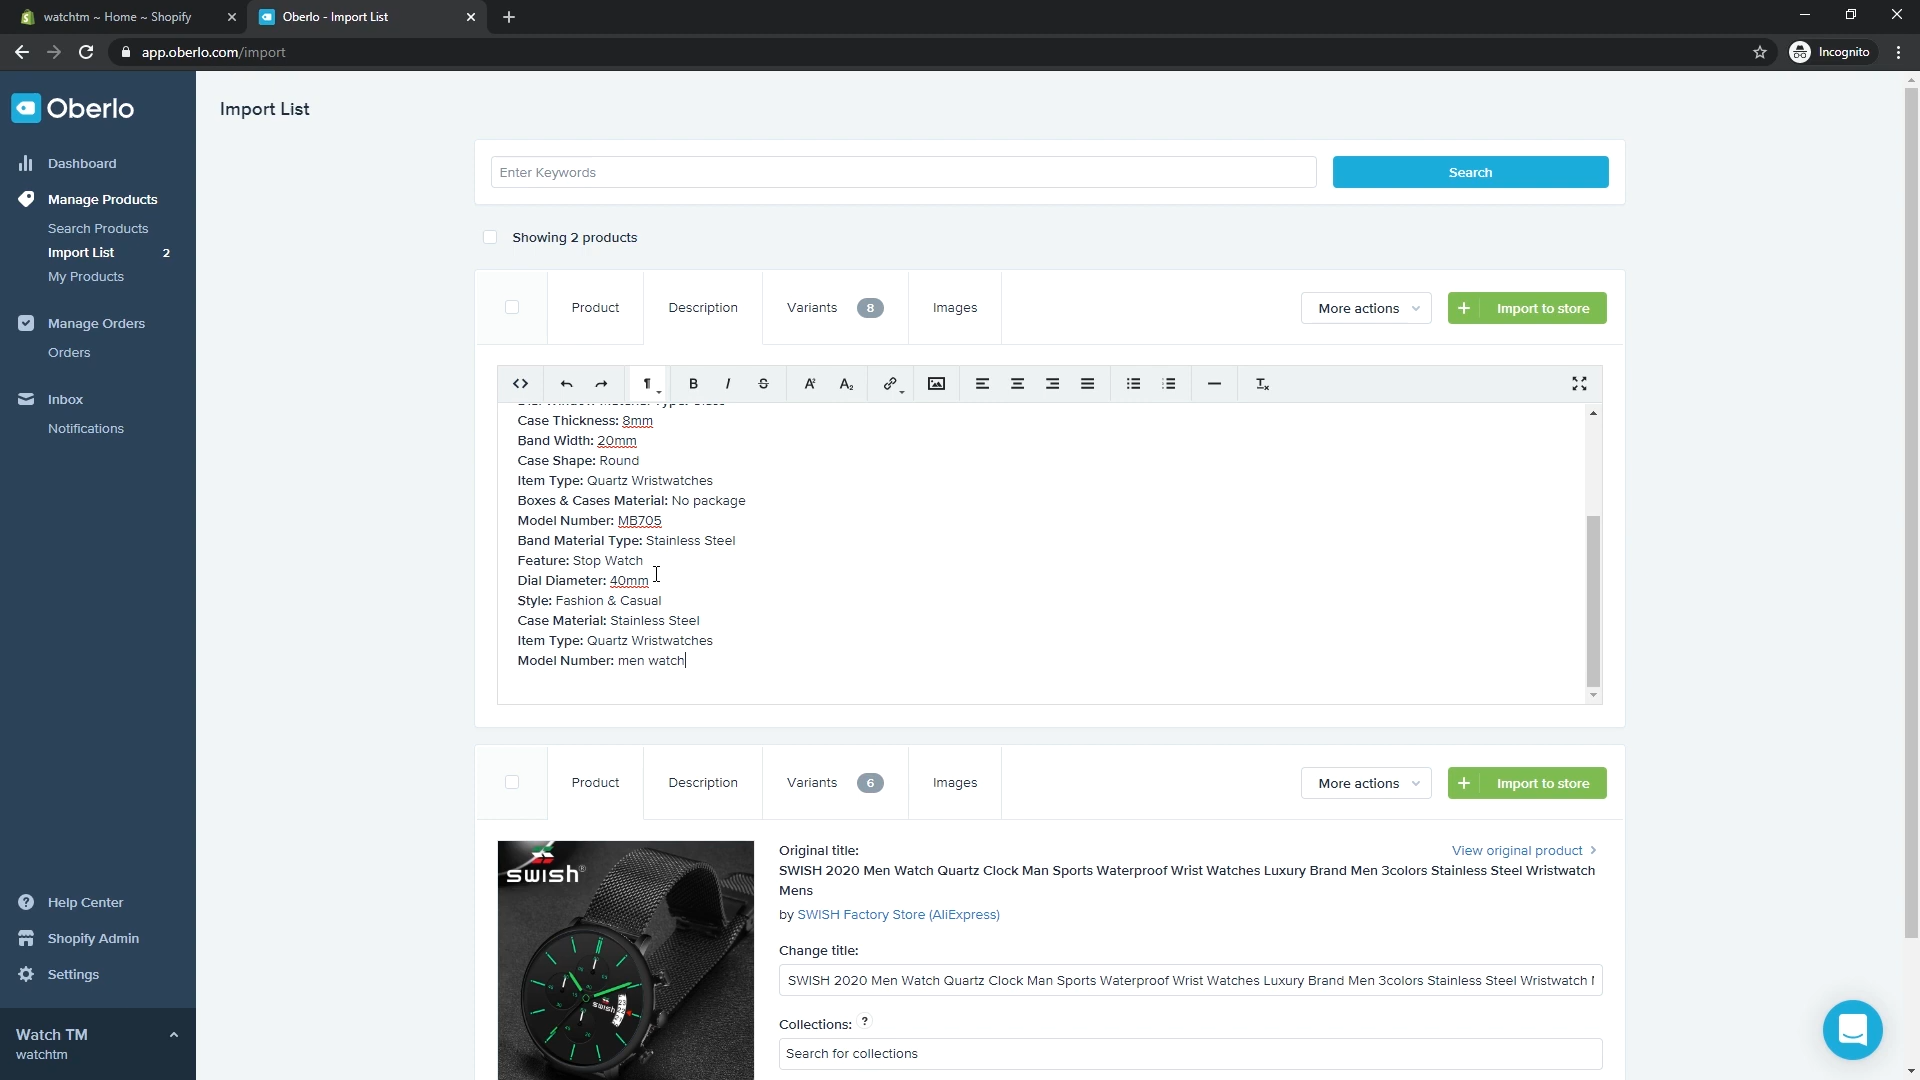 watchtm ~ Home ~ Shopify
Oberlo - Import List
app.oberlo.com/import
Incognito
Oberlo
Import List
Dashboard
Manage Products
Search Products
Import List 2
My Products
Manage Orders
Orders
Inbox
Notifications
Help Center
Shopify Admin
Settings
Watch TM
watchtm
Enter Keywords
Search
Showing 2 products
Product
Description
Variants 8
Images
More actions
+ Import to store
Case Thickness: 8mm
Band Width: 20mm
Case Shape: Round
Item Type: Quartz Wristwatches
Boxes & Cases Material: No package
Model Number: MB705
Band Material Type: Stainless Steel
Feature: Stop Watch
Dial Diameter: 40mm
Style: Fashion & Casual
Case Material: Stainless Steel
Item Type: Quartz Wristwatches
Model Number: men watch
Product
Description
Variants 6
Images
More actions
+ Import to store
swish®
Original title:
View original product
SWISH 2020 Men Watch Quartz Clock Man Sports Waterproof Wrist Watches Luxury Brand Men 3colors Stainless Steel Wristwatch
Mens
by SWISH Factory Store (AliExpress)
Change title:
SWISH 2020 Men Watch Quartz Clock Man Sports Waterproof Wrist Watches Luxury Brand Men 3colors Stainless Steel Wristwatch
Collections: ?
Search for collections